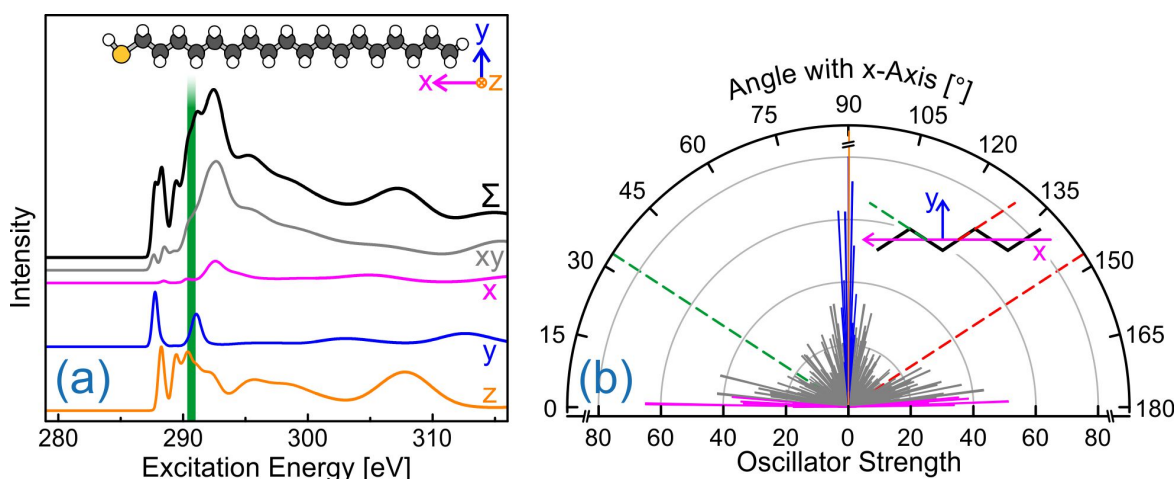 y
x z
Σ
xy
x
y
z
(a)
Intensity
280 290 300 310
Excitation Energy [eV]
Angle with x-Axis [°]
0 15 30 45 60 75 90 105 120 135 150 165 180
y
x
(b)
80 60 40 20 0 20 40 60 80
Oscillator Strength